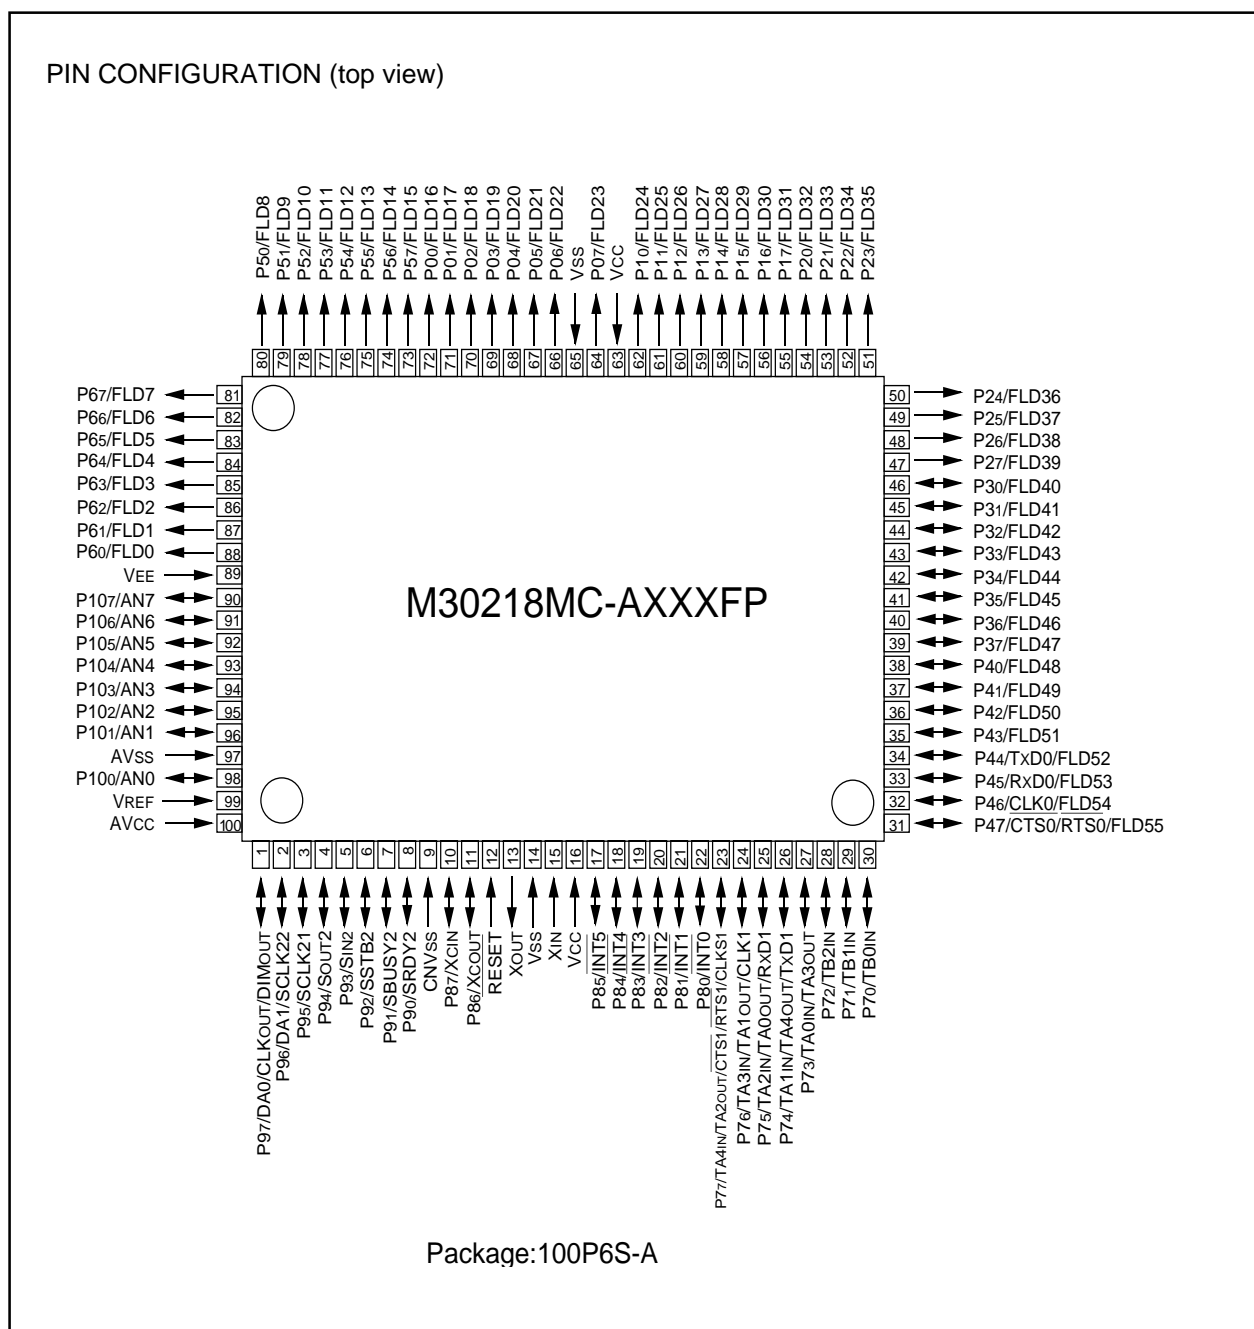 PIN CONFIGURATION (top view)
P50/FLD8
P51/FLD9
P52/FLD10
P53/FLD11
P54/FLD12
P55/FLD13
P56/FLD14
P57/FLD15
P00/FLD16
P01/FLD17
P02/FLD18
P03/FLD19
P04/FLD20
P05/FLD21
P06/FLD22
VSS
P07/FLD23
VCC
P10/FLD24
P11/FLD25
P12/FLD26
P13/FLD27
P14/FLD28
P15/FLD29
P16/FLD30
P17/FLD31
P20/FLD32
P21/FLD33
P22/FLD34
P23/FLD35
80 79 78 77 76 75 74 73 72 71 70 69 68 67 66 65 64 63 62 61 60 59 58 57 56 55 54 53 52 51
P67/FLD7 81
P66/FLD6 82
P65/FLD5 83
P64/FLD4 84
P63/FLD3 85
P62/FLD2 86
P61/FLD1 87
P60/FLD0 88
VEE 89
P107/AN7 90
P106/AN6 91
P105/AN5 92
P104/AN4 93
P103/AN3 94
P102/AN2 95
P101/AN1 96
AVSS 97
P100/AN0 98
VREF 99
AVCC 100
M30218MC-AXXXFP
50 P24/FLD36
49 P25/FLD37
48 P26/FLD38
47 P27/FLD39
46 P30/FLD40
45 P31/FLD41
44 P32/FLD42
43 P33/FLD43
42 P34/FLD44
41 P35/FLD45
40 P36/FLD46
39 P37/FLD47
38 P40/FLD48
37 P41/FLD49
36 P42/FLD50
35 P43/FLD51
34 P44/TXD0/FLD52
33 P45/RXD0/FLD53
32 P46/CLK0/FLD54
31 P47/CTS0/RTS0/FLD55
1 2 3 4 5 6 7 8 9 10 11 12 13 14 15 16 17 18 19 20 21 22 23 24 25 26 27 28 29 30
P97/DA0/CLKOUT/DIMOUT
P96/DA1/SCLK22
P95/SCLK21
P94/SOUT2
P93/SIN2
P92/SSTB2
P91/SBUSY2
P90/SRDY2
CNVSS
P87/XCIN
P86/XCOUT
RESET
XOUT
VSS
XIN
VCC
P85/INT5
P84/INT4
P83/INT3
P82/INT2
P81/INT1
P80/INT0
P77/TA4IN/TA2OUT/CTS1/RTS1/CLKS1
P76/TA3IN/TA1OUT/CLK1
P75/TA2IN/TA0OUT/RXD1
P74/TA1IN/TA4OUT/TXD1
P73/TA0IN/TA3OUT
P72/TB2IN
P71/TB1IN
P70/TB0IN
Package:100P6S-A